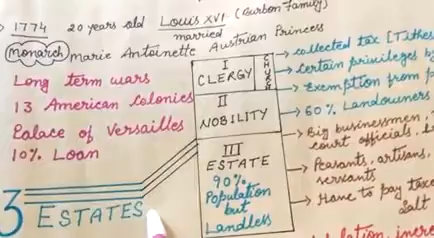 1774 20 years old Louis XVI (Burbon Family)
married
Monarch Marie Antoinette Austrian Princess
Long term wars
13 American Colonies
Palace of Versailles
10% Loan
3 ESTATES
I
CLERGY
CHURCH
II
NOBILITY
III
ESTATE
90%
Population
but
Landless
collected tax [Tithes
Certain privileges by
Exemption from
60% Landowners
Big businessmen,
court officials,
Peasants, artisans,
servants
Have to pay taxe
salt